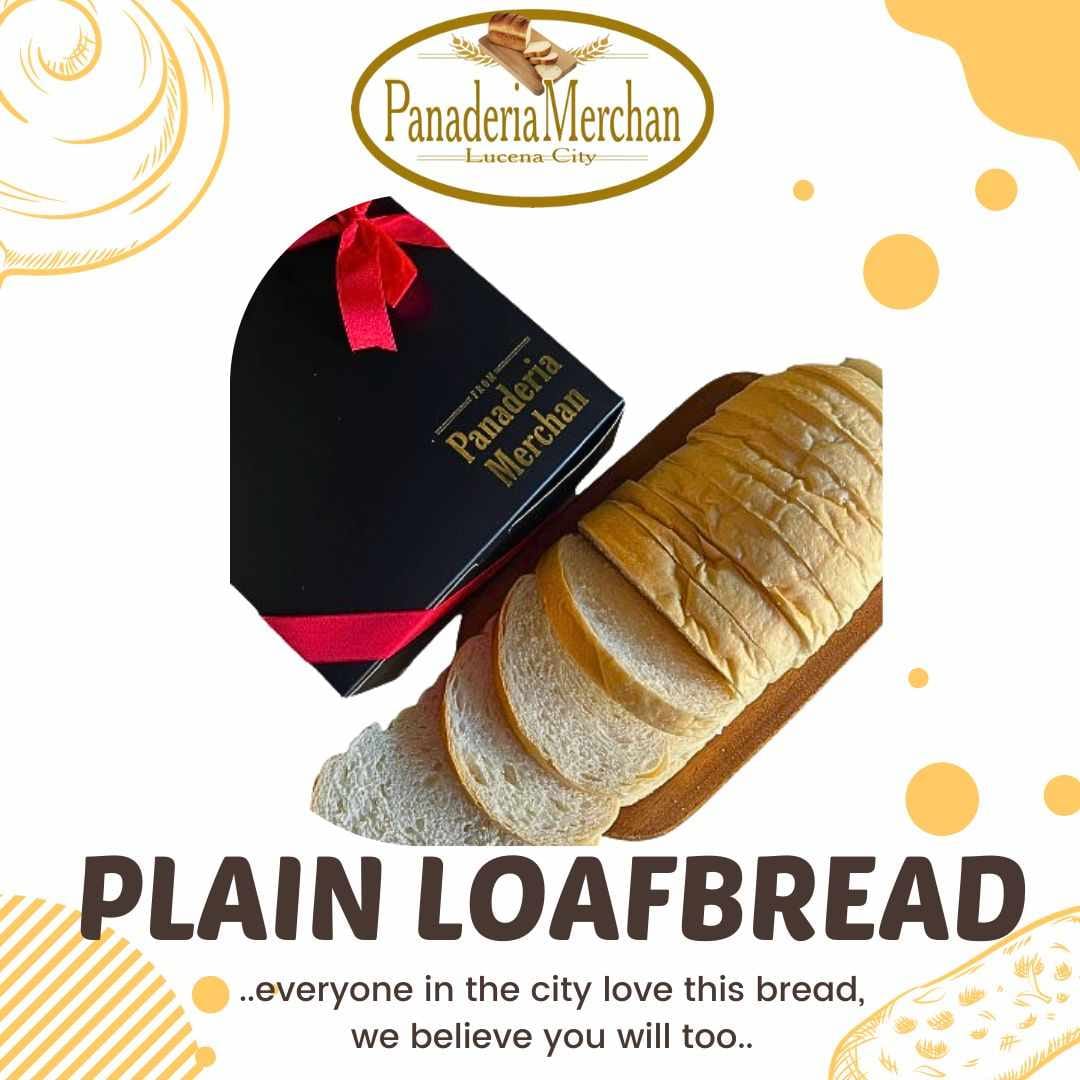 Panaderia Merchan
Lucena City
FROM
Panaderia
Merchan
PLAIN LOAFBREAD
..everyone in the city love this bread,
we believe you will too..